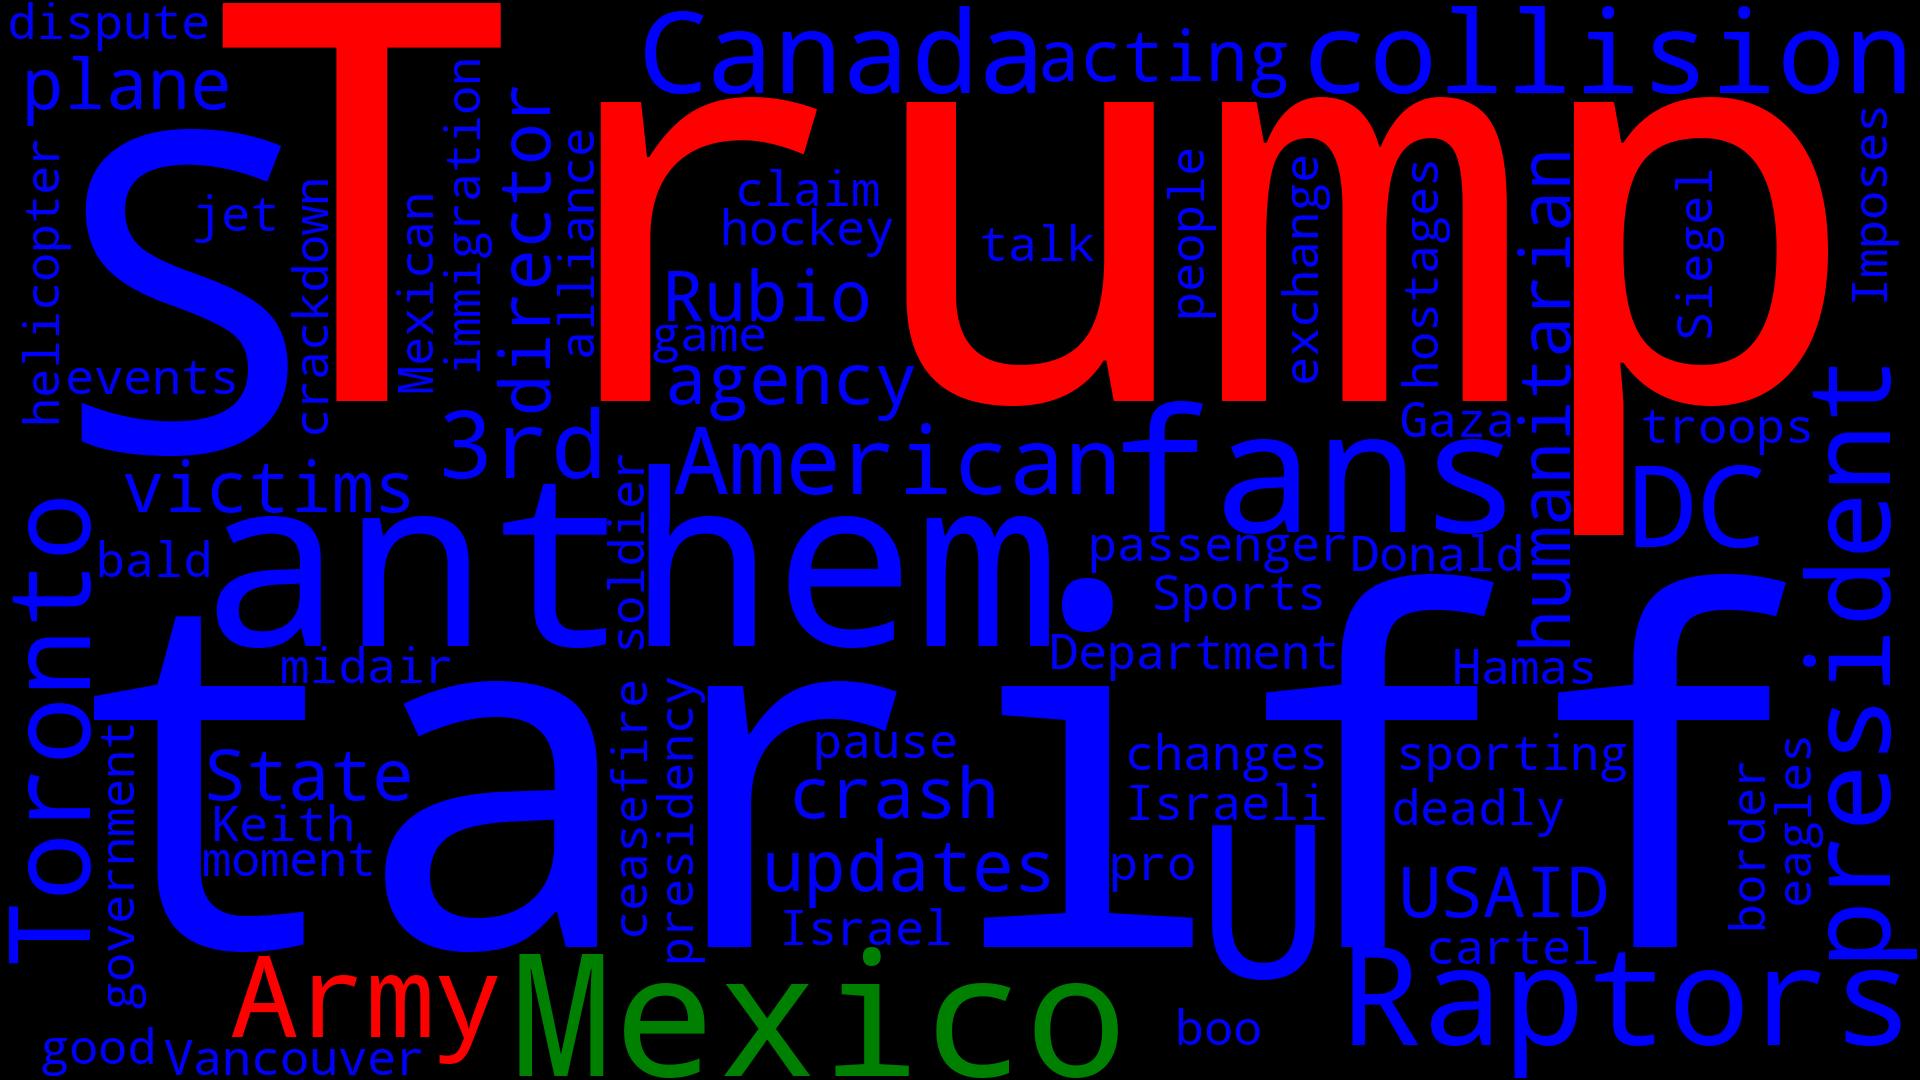 dispute
Trump
Canada
acting
collision
plane
S
jet
helicopter
events
crackdown
Mexican
immigration
director
alliance
claim
hockey
talk
Rubio
game
agency
people
exchange
hostages
humanitarian
Siegel
Imposes
3rd
American
fans
Gaza
troops
DC
president
victims
anthem
soldier
Toronto
bald
passenger
Donald
Sports
Department
Hamas
midair
tariff
government
State
Keith
moment
ceasefire
presidency
pause
crash
updates
Israel
changes
Israeli
pro
U
sporting
deadly
USAID
cartel
border
eagles
Army
Mexico
Raptors
good
Vancouver
boo